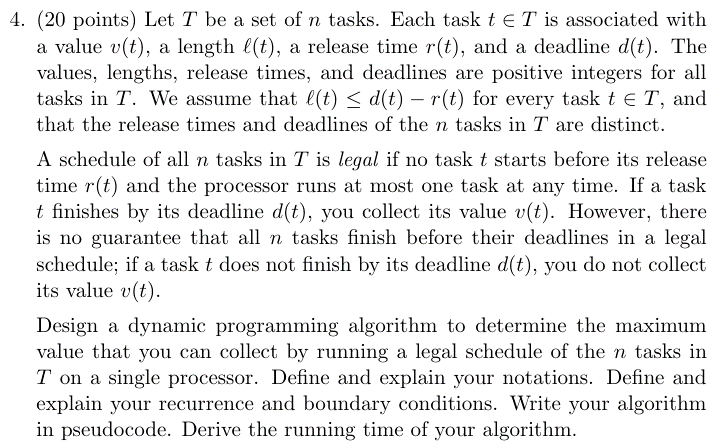 4. (20 points) Let T be a set of n tasks. Each task t ∈ T is associated with
a value v(t), a length ℓ(t), a release time r(t), and a deadline d(t). The
values, lengths, release times, and deadlines are positive integers for all
tasks in T. We assume that ℓ(t) ≤ d(t) − r(t) for every task t ∈ T, and
that the release times and deadlines of the n tasks in T are distinct.
A schedule of all n tasks in T is legal if no task t starts before its release
time r(t) and the processor runs at most one task at any time. If a task
t finishes by its deadline d(t), you collect its value v(t). However, there
is no guarantee that all n tasks finish before their deadlines in a legal
schedule; if a task t does not finish by its deadline d(t), you do not collect
its value v(t).
Design a dynamic programming algorithm to determine the maximum
value that you can collect by running a legal schedule of the n tasks in
T on a single processor. Define and explain your notations. Define and
explain your recurrence and boundary conditions. Write your algorithm
in pseudocode. Derive the running time of your algorithm.